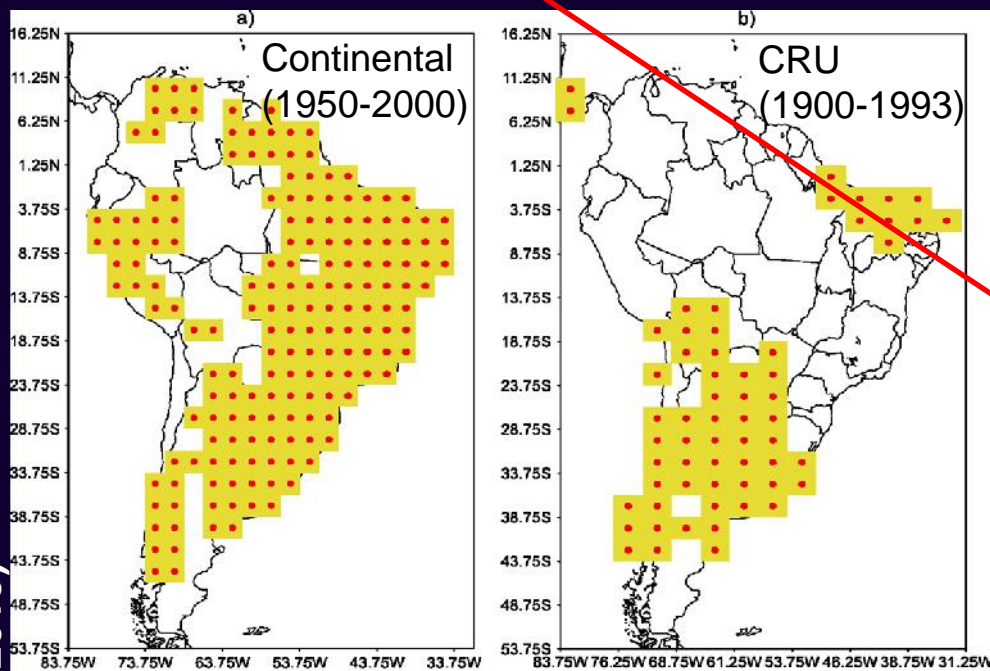 a)
Continental
(1950-2000)
16.25N
11.25N
6.25N
1.25N
3.75S
8.75S
13.75S
18.75S
23.75S
28.75S
33.75S
38.75S
43.75S
48.75S
53.75S
83.75W 73.75W 63.75W 53.75W 43.75W 33.75W
b)
CRU
(1900-1993)
16.25N
11.25N
6.25N
1.25N
3.75S
8.75S
13.75S
18.75S
23.75S
28.75S
33.75S
38.75S
43.75S
48.75S
53.75S
83.75W 76.25W 68.75W 61.25W 53.75W 46.25W 38.75W 31.25W